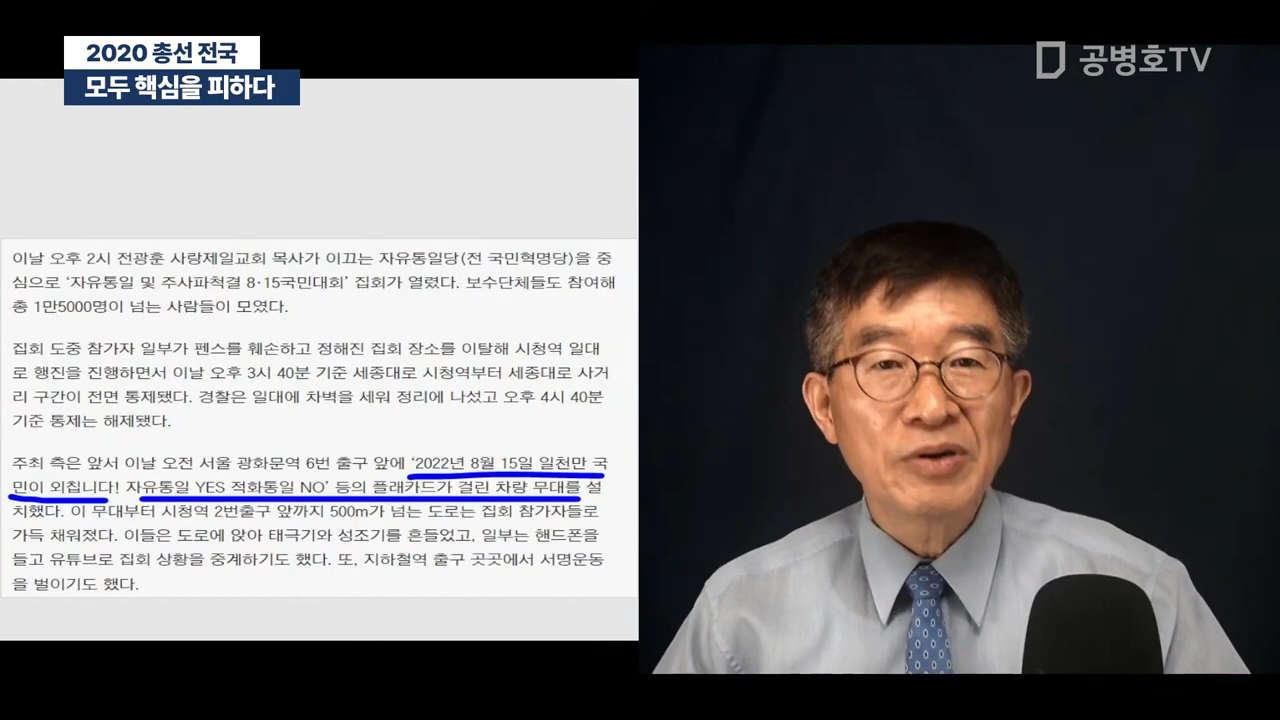 2020 총선 전국
모두 핵심을 피하다
공병호TV
이날 오후 2시 전광훈 사랑제일교회 목사가 이끄는 자유통일당(전 국민혁명당)을 중
심으로 ‘자유통일 및 주사파척결 8·15국민대회’ 집회가 열렸다. 보수단체들도 참여해
총 1만5000명이 넘는 사람들이 모였다.
집회 도중 참가자 일부가 펜스를 훼손하고 정해진 집회 장소를 이탈해 시청역 일대
로 행진을 진행하면서 이날 오후 3시 40분 기준 세종대로 시청역부터 세종대로 사거
리 구간이 전면 통제됐다. 경찰은 일대에 차벽을 세워 정리에 나섰고 오후 4시 40분
기준 통제는 해제됐다.
주최 측은 앞서 이날 오전 서울 광화문역 6번 출구 앞에 ‘2022년 8월 15일 일천만 국
민이 외칩니다! 자유통일 YES 적화통일 NO’ 등의 플래카드가 걸린 차량 무대를 설
치했다. 이 무대부터 시청역 2번출구 앞까지 500m가 넘는 도로는 집회 참가자들로
가득 채워졌다. 이들은 도로에 앉아 태극기와 성조기를 흔들었고, 일부는 핸드폰을
들고 유튜브로 집회 상황을 중계하기도 했다. 또, 지하철역 출구 곳곳에서 서명운동
을 벌이기도 했다.